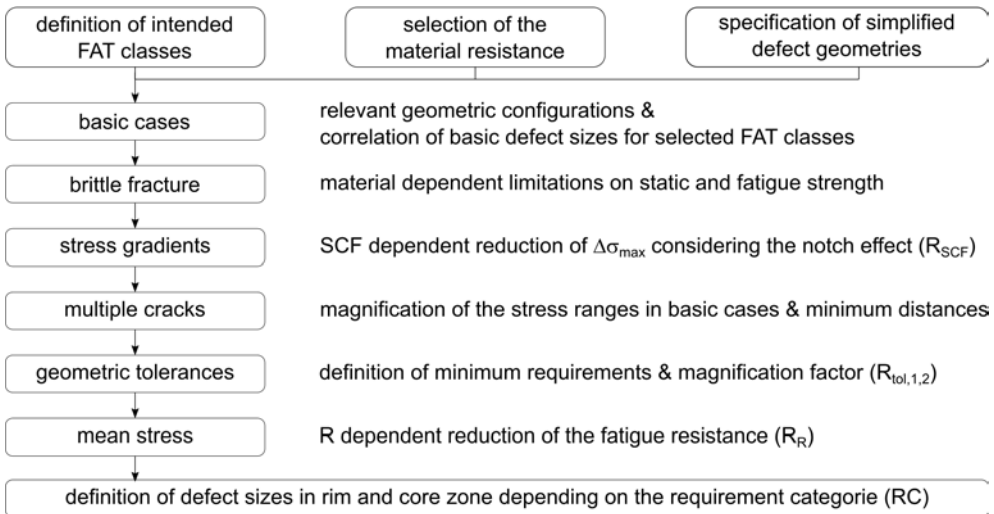 definition of intended
FAT classes
selection of the
material resistance
specification of simplified
defect geometries
basic cases
relevant geometric configurations &
correlation of basic defect sizes for selected FAT classes
brittle fracture
material dependent limitations on static and fatigue strength
stress gradients
SCF dependent reduction of Δσmax considering the notch effect (RSCF)
multiple cracks
magnification of the stress ranges in basic cases & minimum distances
geometric tolerances
definition of minimum requirements & magnification factor (Rtol,1,2)
mean stress
R dependent reduction of the fatigue resistance (RR)
definition of defect sizes in rim and core zone depending on the requirement categorie (RC)